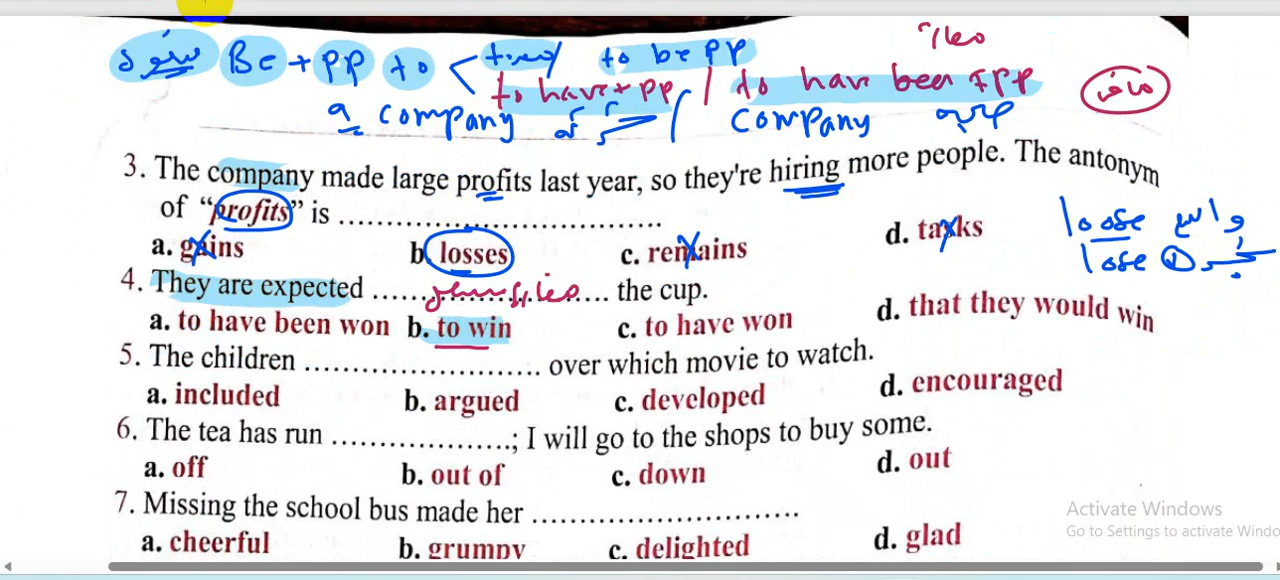 Be + PP to to be PP
to have + PP / to have been + PP
a company company
3. The company made large profits last year, so they're hiring more people. The antonym
of “profits” is ........................................
a. gains b. losses c. remains d. tasks
loose واسع
lose
4. They are expected .............................. the cup.
a. to have been won b. to win c. to have won d. that they would win
5. The children .............................. over which movie to watch.
a. included b. argued c. developed d. encouraged
6. The tea has run .....................; I will go to the shops to buy some.
a. off b. out of c. down d. out
7. Missing the school bus made her ..............................
a. cheerful b. grumpy c. delighted d. glad
Activate Windows
Go to Settings to activate Windo